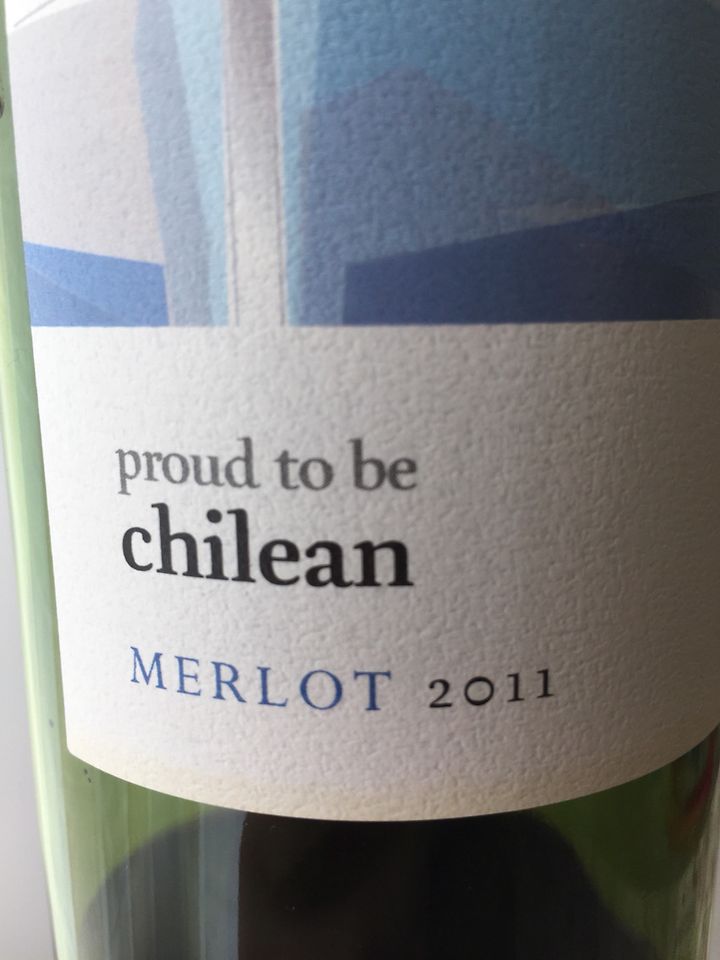 proud to be
chilean
MERLOT 2011